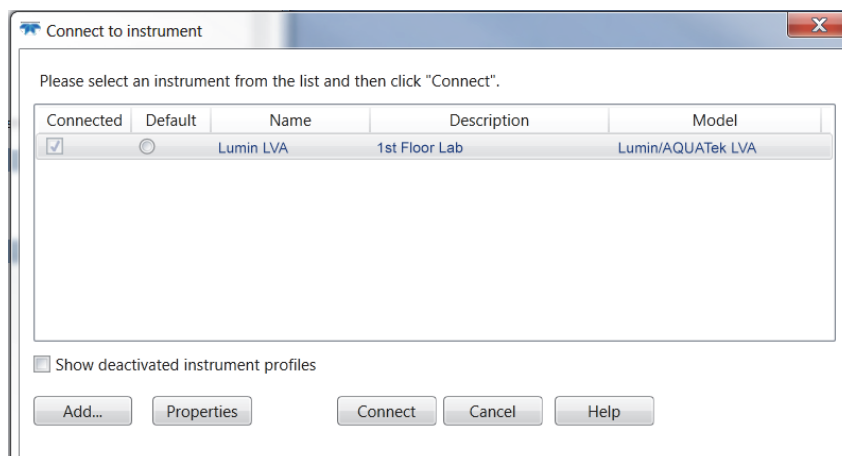 Connect to instrument
Please select an instrument from the list and then click "Connect".
Connected Default Name Description Model
Lumin LVA 1st Floor Lab Lumin/AQUATek LVA
Show deactivated instrument profiles
Add... Properties Connect Cancel Help